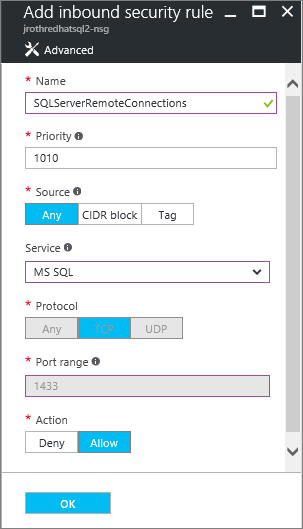 Add inbound security rule
jrothredhatsql2-nsg
Advanced
* Name
SQLServerRemoteConnections
* Priority
1010
* Source
Any CIDR block Tag
Service
MS SQL
* Protocol
Any TCP UDP
* Port range
1433
* Action
Deny Allow
OK